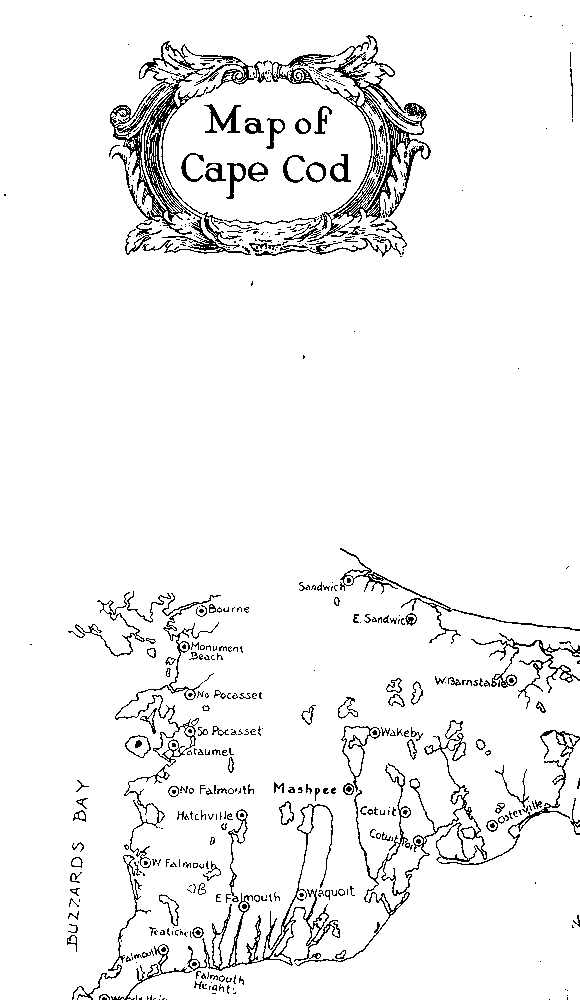 Map of
Cape Cod
Sandwich
Bourne
E. Sandwich
Monument
Beach
W. Barnstable
No Pocasset
So Pocasset
Wakeby
Cataumet
No Falmouth
Mashpee
Hatchville
Cotuit
Osterville
Cotuit Port
BUZZARDS BAY
W Falmouth
E Falmouth
Waquoit
Teaticket
Falmouth
Falmouth
Heights
Woods